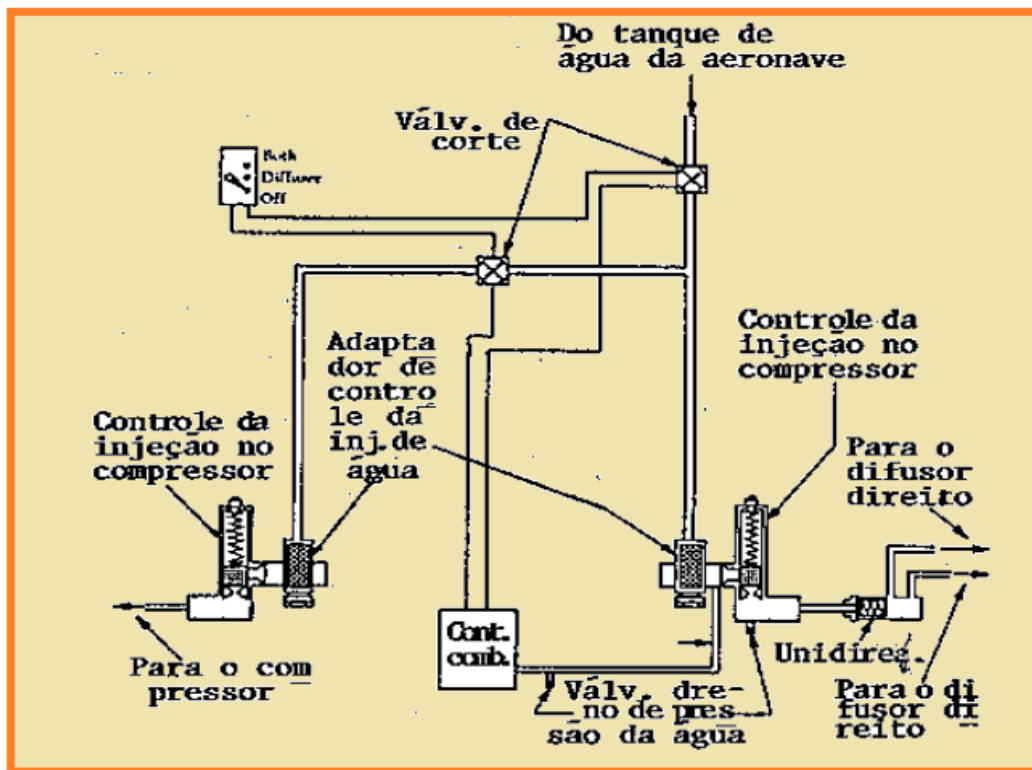 Do tanque de
água da aeronave
Válv. de
corte
Both
Diffuser
Off
Controle da
injeção no
compressor
Adapta
dor de
contro
le da
inj.de
água
Controle da
injeção no
compressor
Para o
difusor
direito
Cont.
comb.
Unidirec.
Para o com
pressor
Válv. dre-
no de pres
são da água
Para o di
fusor di
reito